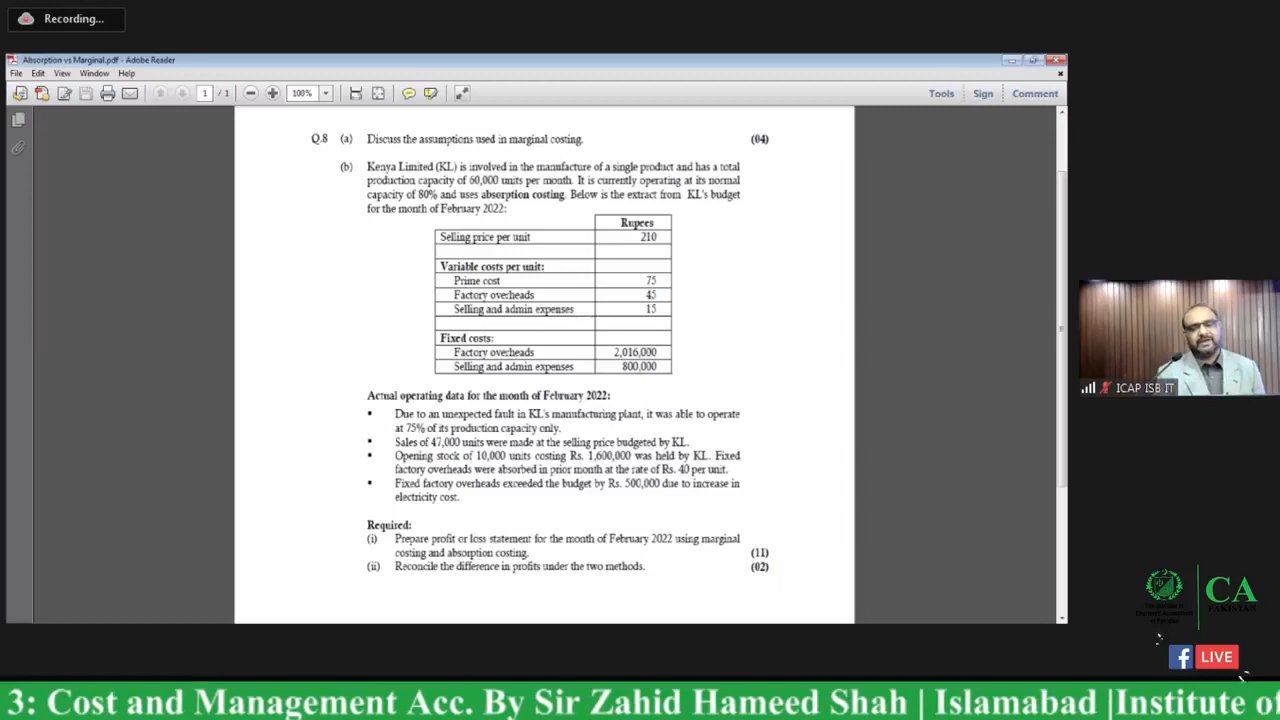 Recording...
Absorption vs Marginal.pdf - Adobe Reader
File Edit View Window Help
1 / 1 100% Tools Sign Comment
Q.8 (a) Discuss the assumptions used in marginal costing. (04)
(b) Kenya Limited (KL) is involved in the manufacture of a single product and has a total
production capacity of 60,000 units per month. It is currently operating at its normal
capacity of 80% and uses absorption costing. Below is the extract from KL's budget
for the month of February 2022:
Rupees
Selling price per unit 210
Variable costs per unit:
Prime cost 75
Factory overheads 45
Selling and admin expenses 15
Fixed costs:
Factory overheads 2,016,000
Selling and admin expenses 800,000
Actual operating data for the month of February 2022:
▪ Due to an unexpected fault in KL's manufacturing plant, it was able to operate
at 75% of its production capacity only.
▪ Sales of 47,000 units were made at the selling price budgeted by KL.
▪ Opening stock of 10,000 units costing Rs. 1,600,000 was held by KL. Fixed
factory overheads were absorbed in prior month at the rate of Rs. 40 per unit.
▪ Fixed factory overheads exceeded the budget by Rs. 500,000 due to increase in
electricity cost.
Required:
(i) Prepare profit or loss statement for the month of February 2022 using marginal
costing and absorption costing. (11)
(ii) Reconcile the difference in profits under the two methods. (02)
ICAP ISB IT
CA
PAKISTAN
The Institute of
Chartered Accountants
of Pakistan
f LIVE
3: Cost and Management Acc. By Sir Zahid Hameed Shah | Islamabad |Institute of